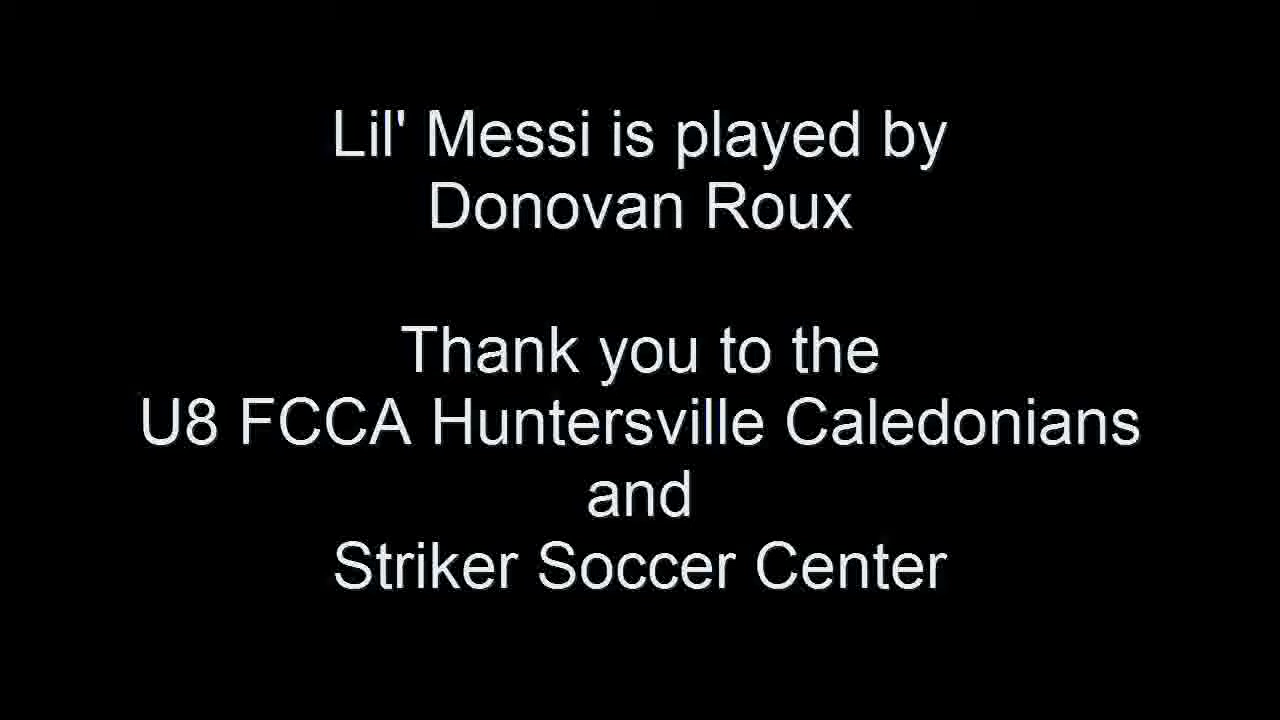 Lil' Messi is played by
Donovan Roux
Thank you to the
U8 FCCA Huntersville Caledonians
and
Striker Soccer Center